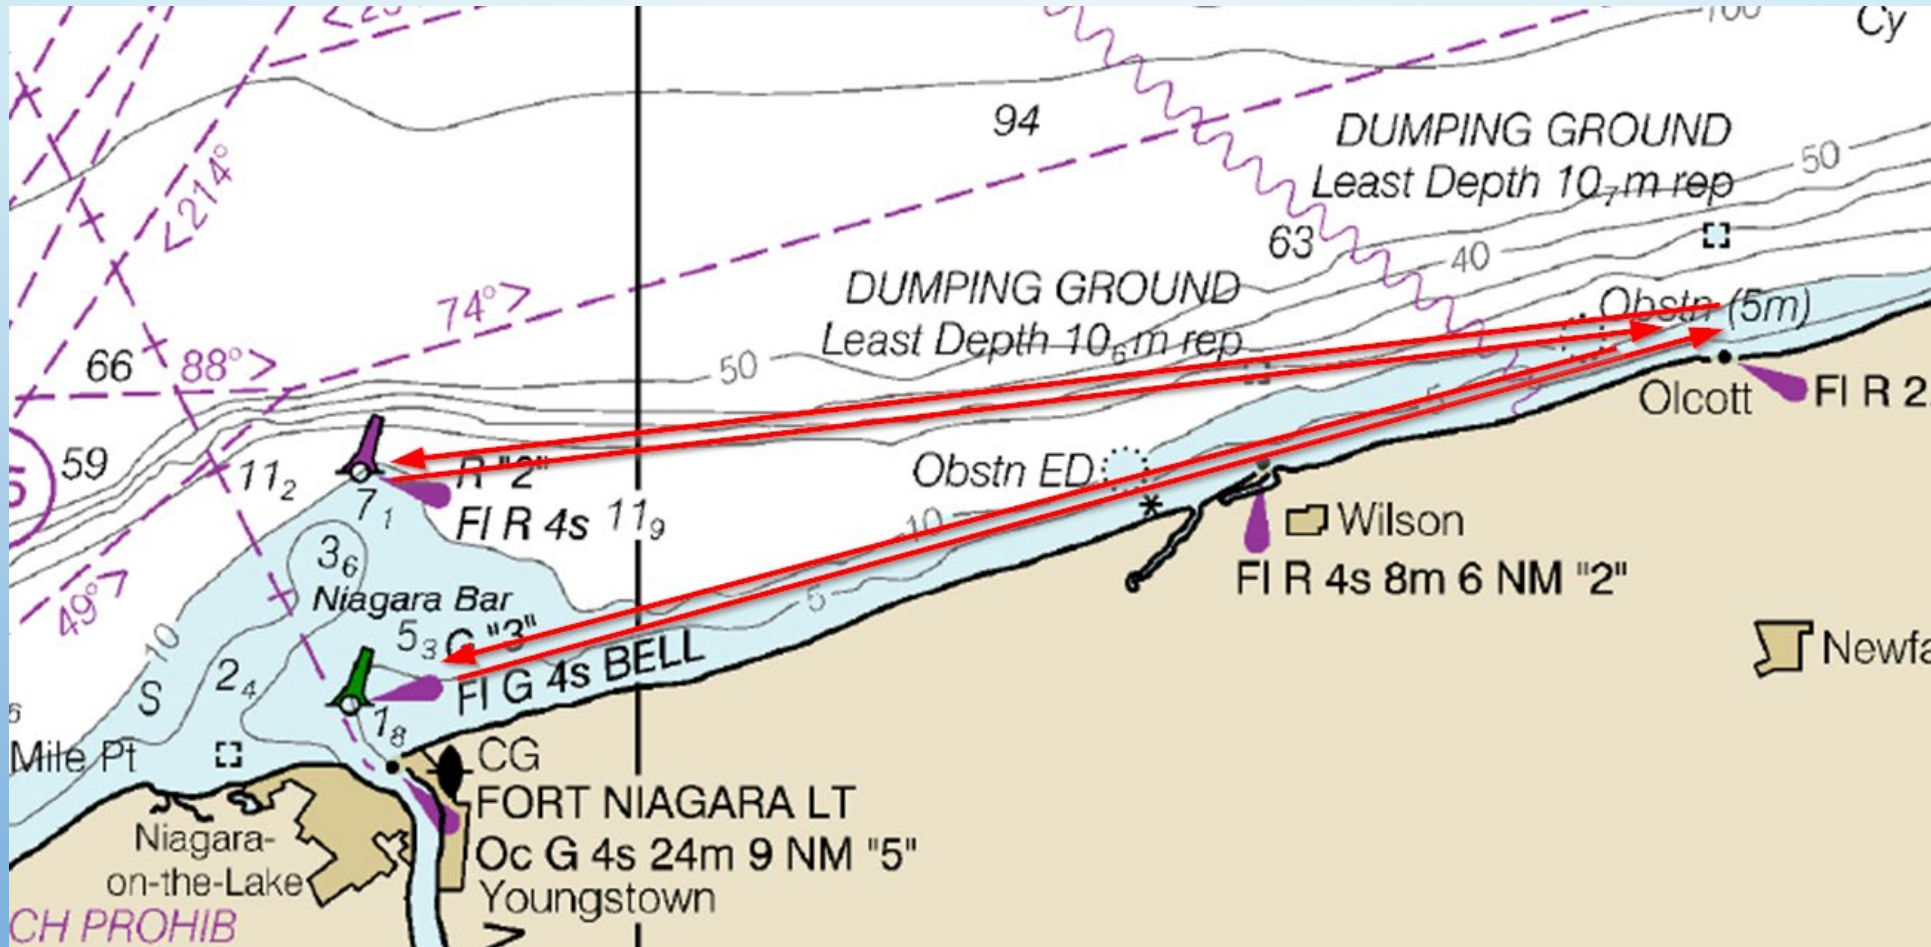 100
Cy
94
<214°
DUMPING GROUND
Least Depth 10₇m rep
50
63
40
74°>
DUMPING GROUND
Least Depth 10₆m rep
Obstn (5m)
66
88°>
50
5
Olcott
Fl R 2
59
11₂
R "2"
Obstn ED
7₁
Fl R 4s
11₉
10
Wilson
3₆
49°>
Niagara Bar
5
Fl R 4s 8m 6 NM "2"
10
5₃
G "3"
2₄
S
Fl G 4s BELL
1₈
Mile Pt
CG
FORT NIAGARA LT
Niagara-
on-the-Lake
Oc G 4s 24m 9 NM "5"
Youngstown
CH PROHIB